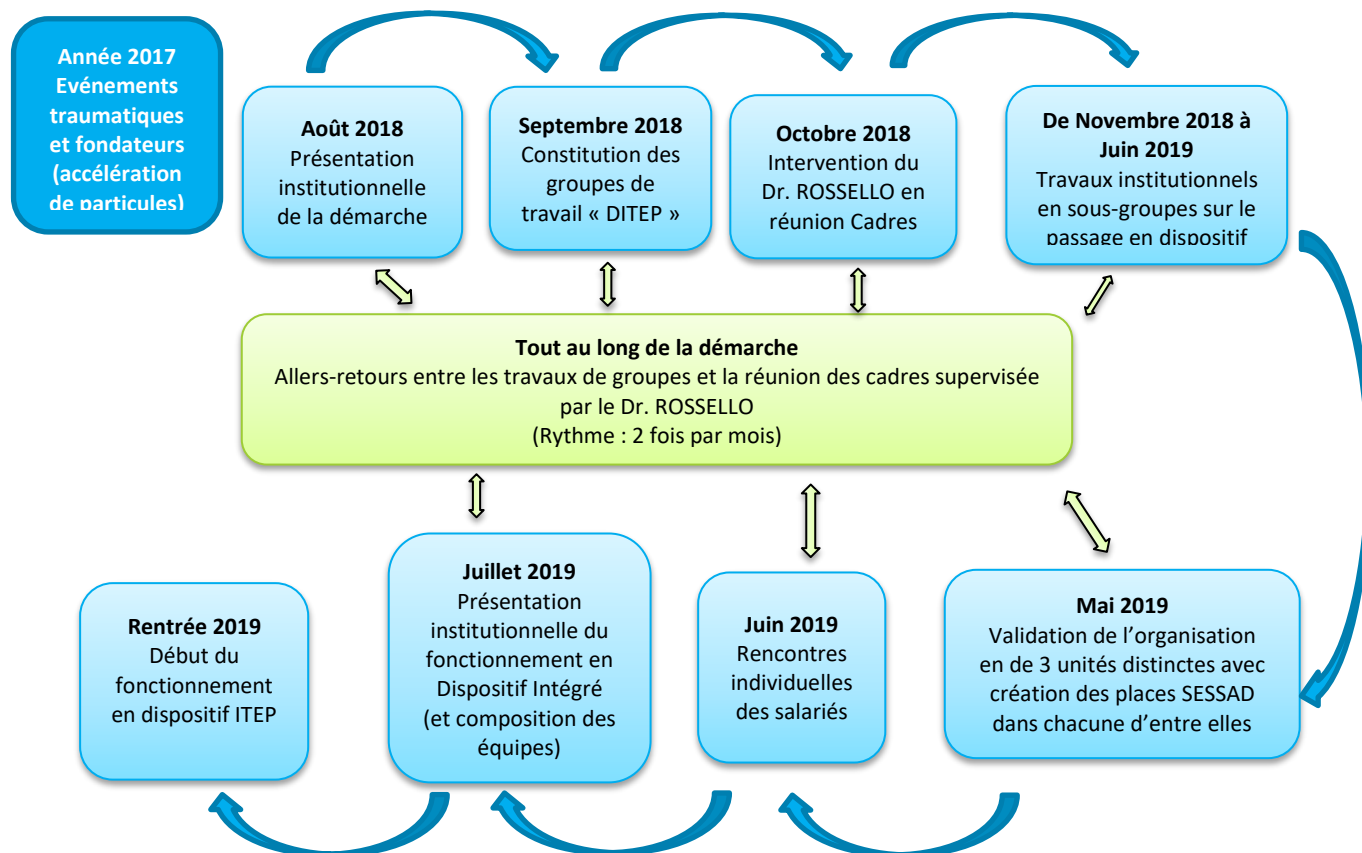 Année 2017
Evénements
traumatiques
et fondateurs
(accélération
de particules)
Août 2018
Présentation
institutionnelle
de la démarche
Septembre 2018
Constitution des
groupes de
travail « DITEP »
Octobre 2018
Intervention du
Dr. ROSSELLO en
réunion Cadres
De Novembre 2018 à
Juin 2019
Travaux institutionnels
en sous-groupes sur le
passage en dispositif
Tout au long de la démarche
Allers-retours entre les travaux de groupes et la réunion des cadres supervisée
par le Dr. ROSSELLO
(Rythme : 2 fois par mois)
Rentrée 2019
Début du
fonctionnement
en dispositif ITEP
Juillet 2019
Présentation
institutionnelle du
fonctionnement en
Dispositif Intégré
(et composition des
équipes)
Juin 2019
Rencontres
individuelles
des salariés
Mai 2019
Validation de l’organisation
en de 3 unités distinctes avec
création des places SESSAD
dans chacune d’entre elles